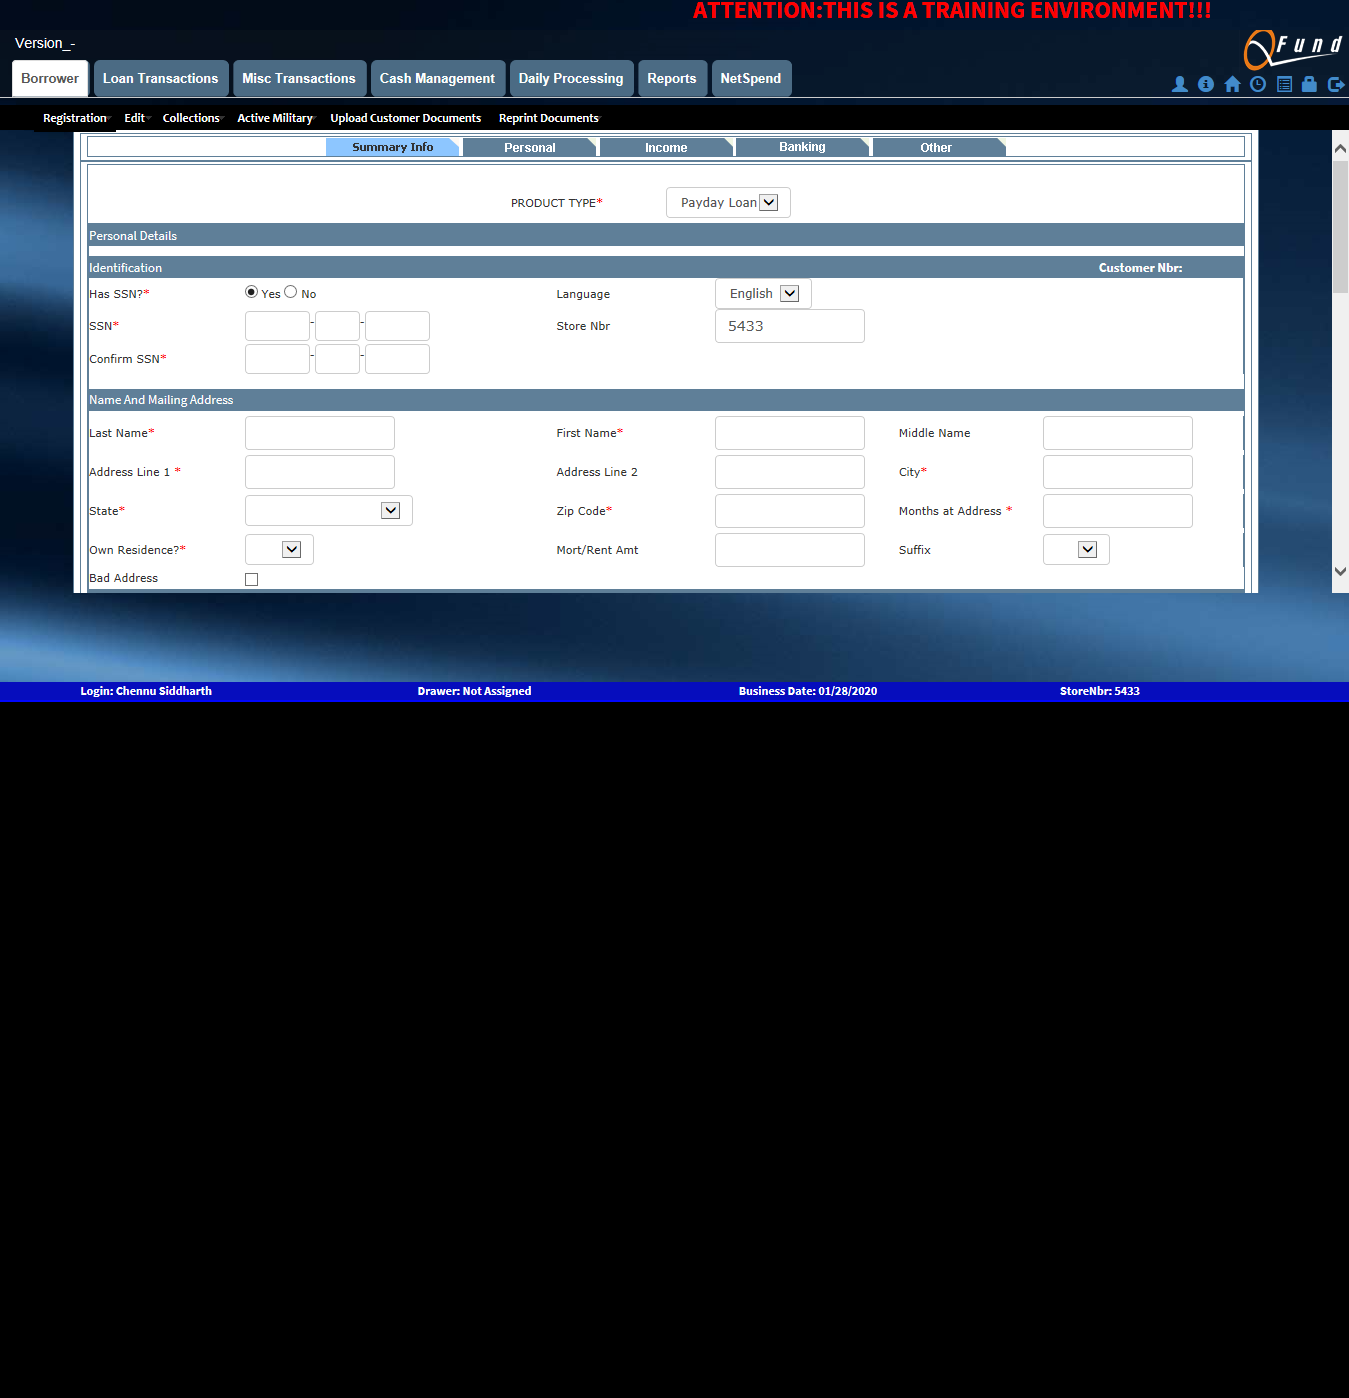 ATTENTION:THIS IS A TRAINING ENVIRONMENT!!!
Version_-
QFund
Borrower Loan Transactions Misc Transactions Cash Management Daily Processing Reports NetSpend
Registration Edit Collections Active Military Upload Customer Documents Reprint Documents
Summary Info Personal Income Banking Other
PRODUCT TYPE* Payday Loan
Personal Details
Identification Customer Nbr:
Has SSN?* Yes No Language English
SSN* - - Store Nbr 5433
Confirm SSN* - -
Name And Mailing Address
Last Name* First Name* Middle Name
Address Line 1 * Address Line 2 City*
State* Zip Code* Months at Address *
Own Residence?* Mort/Rent Amt Suffix
Bad Address
Login: Chennu Siddharth Drawer: Not Assigned Business Date: 01/28/2020 StoreNbr: 5433